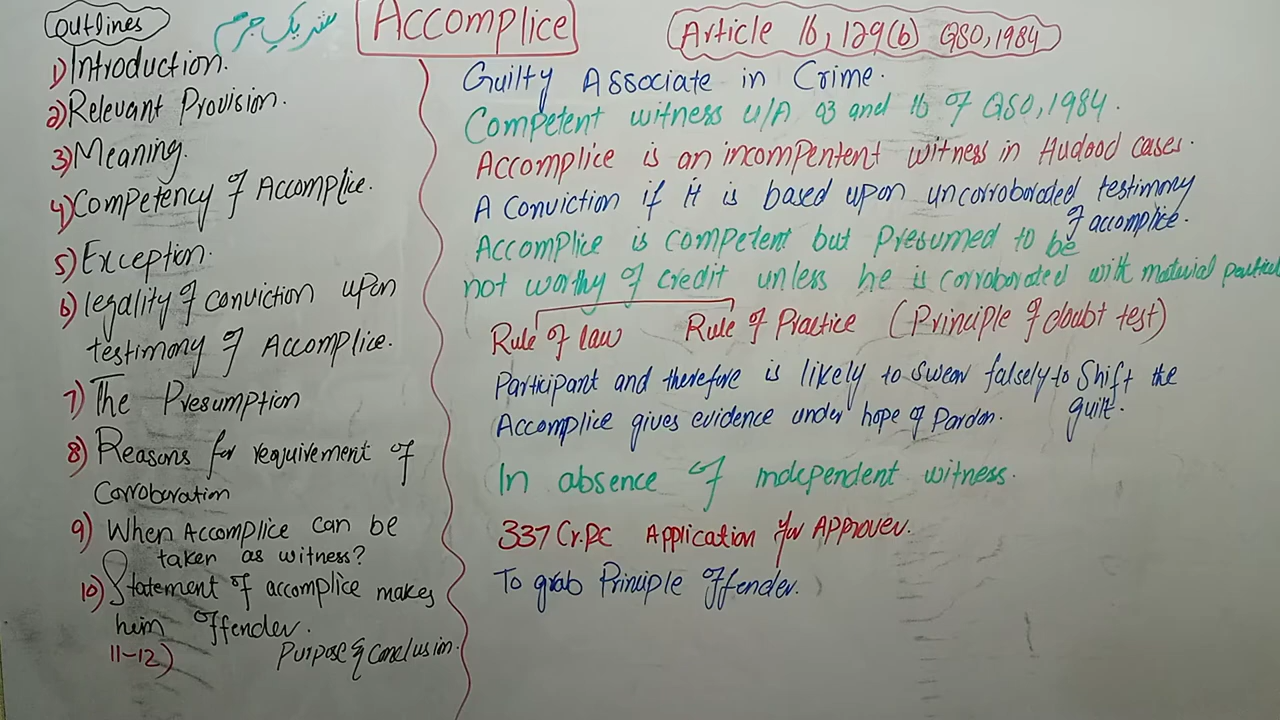 Outlines
شریکِ جرم
Accomplice
Article 16, 129(b) QSO, 1984
1) Introduction.
2) Relevant Provision.
3) Meaning.
4) Competency of Accomplice.
5) Exception.
6) legality of conviction upon
testimony of Accomplice.
7) The Presumption
8) Reasons for requirement of
Corroboration
9) When Accomplice can be
taken as witness?
10) Statement of accomplice makes
him offender.
11-12) Purpose & conclusion.
Guilty Associate in Crime.
Competent witness u/A 03 and 16 of QSO, 1984.
Accomplice is an incompentent witness in Hudood cases.
A Conviction if it is based upon uncorroboraded testimony
of accomplice.
Accomplice is competent but Presumed to be
not worthy of credit unless he is corroborated with material
Rule of law Rule of Practice (Principle of doubt test)
Participant and therefore is likely to swear falsely to Shift the
guilt.
Accomplice gives evidence under hope of Pardon.
In absence of independent witness.
337 Cr.PC Application for Approver.
To grab Principle Offender.